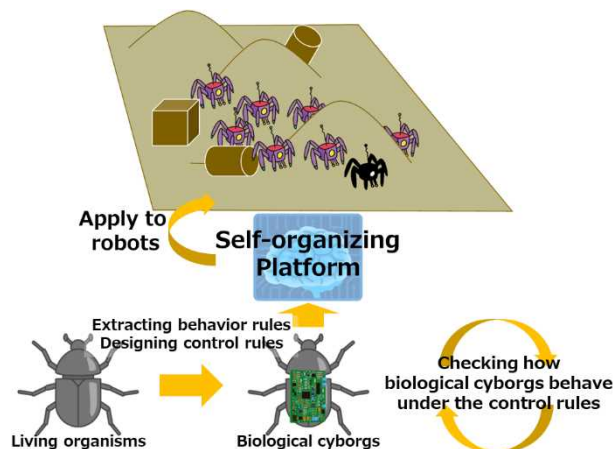 Apply to
robots
Self-organizing
Platform
Extracting behavior rules
Designing control rules
Living organisms
Biological cyborgs
Checking how
biological cyborgs behave
under the control rules